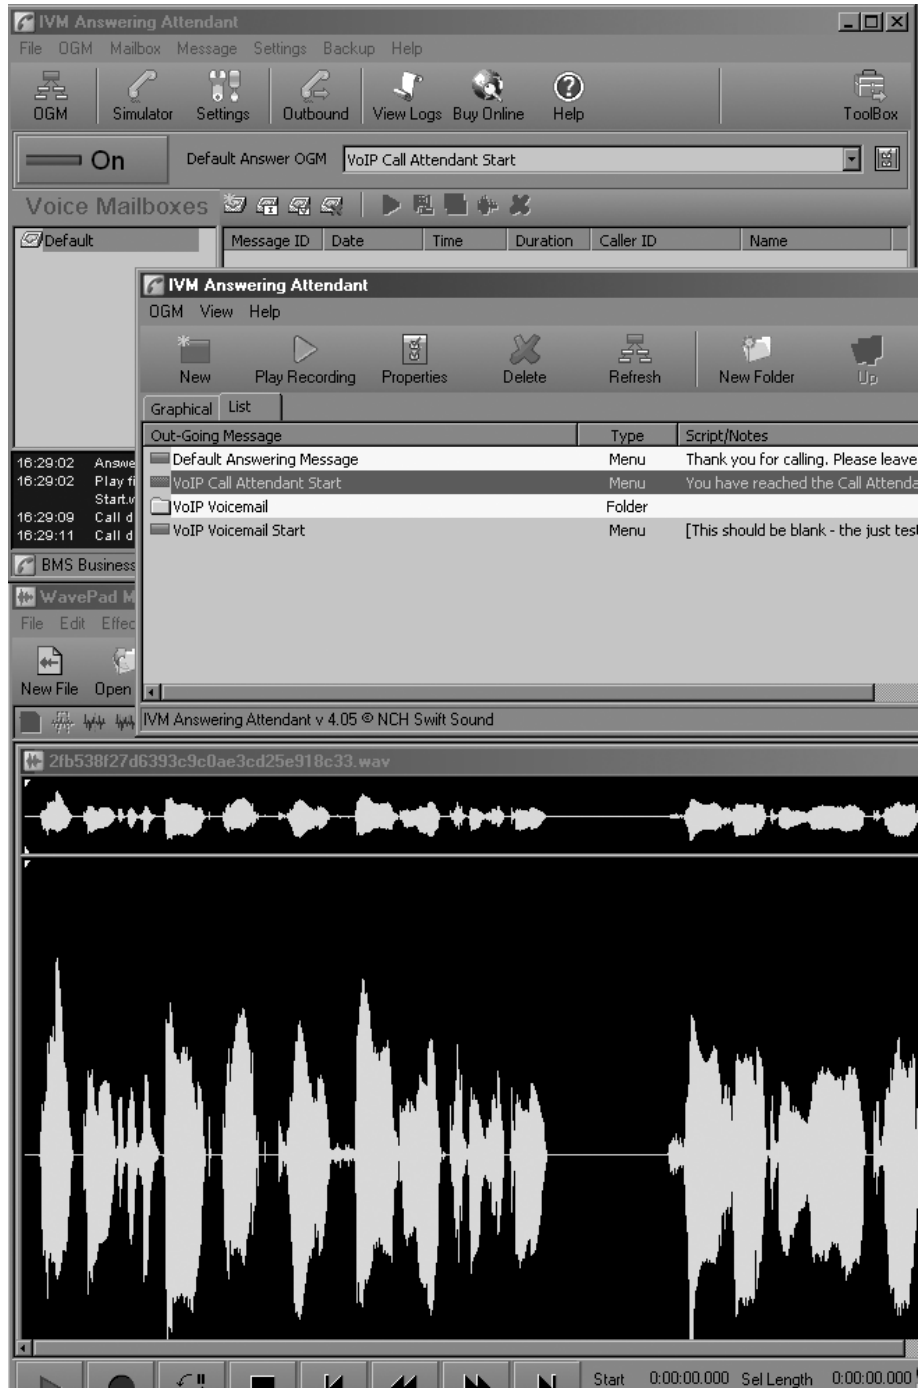 IVM Answering Attendant
File OGM Mailbox Message Settings Backup Help
OGM Simulator Settings Outbound View Logs Buy Online Help ToolBox
On Default Answer OGM VoIP Call Attendant Start
Voice Mailboxes
Default Message ID Date Time Duration Caller ID Name
IVM Answering Attendant
OGM View Help
New Play Recording Properties Delete Refresh New Folder Up
Graphical List
Out-Going Message Type Script/Notes
Default Answering Message Menu Thank you for calling. Please leave
VoIP Call Attendant Start Menu You have reached the Call Attenda
VoIP Voicemail Folder
VoIP Voicemail Start Menu [This should be blank - the just test
16:29:02 Answe
16:29:02 Play fi
Start.w
16:29:09 Call d
16:29:11 Call d
BMS Business
WavePad M
File Edit Effec
New File Open
IVM Answering Attendant v 4.05 © NCH Swift Sound
2fb538f27d6393c9c0ae3cd25e918c33.wav
Start 0:00:00.000 Sel Length 0:00:00.000